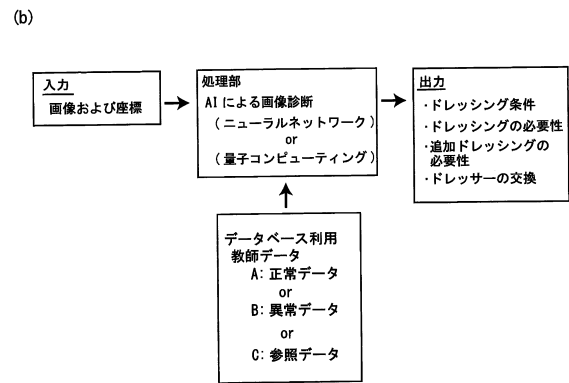 (b)
入力
画像および座標
処理部
AIによる画像診断
(ニューラルネットワーク)
or
(量子コンピューティング)
出力
・ドレッシング条件
・ドレッシングの必要性
・追加ドレッシングの
必要性
・ドレッサーの交換
データベース利用
教師データ
A:正常データ
or
B:異常データ
or
C:参照データ